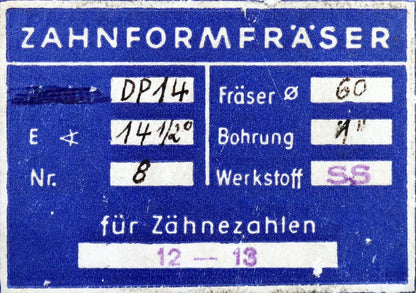 ZAHNFORMFRÄSER
DP14
E ∢ 14 1/2°
Nr. 8
Fräser Ø 60
Bohrung 1"
Werkstoff SS
für Zähnezahlen
12 — 13